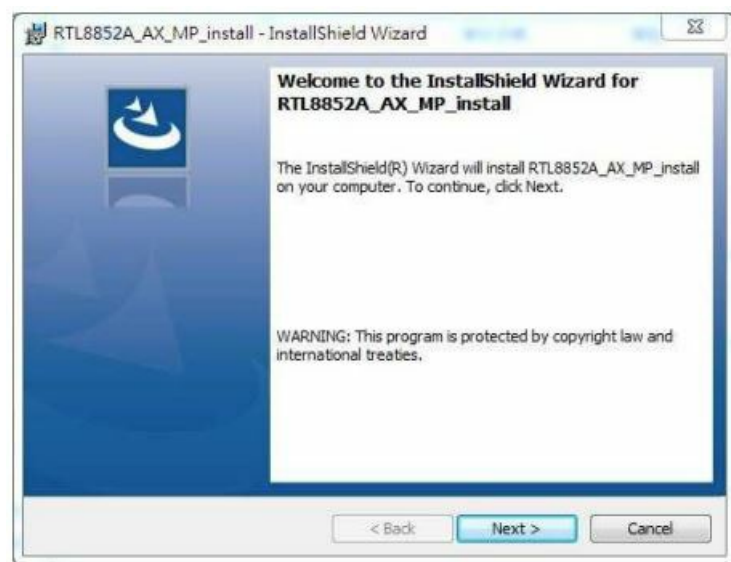 RTL8852A_AX_MP_install - InstallShield Wizard
Welcome to the InstallShield Wizard for
RTL8852A_AX_MP_install
The InstallShield(R) Wizard will install RTL8852A_AX_MP_install
on your computer. To continue, click Next.
WARNING: This program is protected by copyright law and
international treaties.
< Back
Next >
Cancel